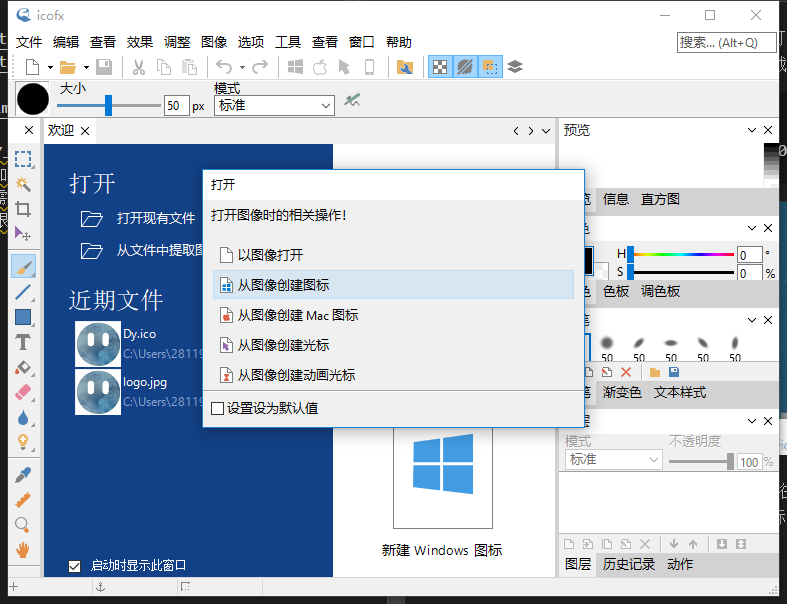 icofx
文件 编辑 查看 效果 调整 图像 选项 工具 查看 窗口 帮助
搜索... (Alt+Q)
大小
模式
50 px
标准
欢迎
预览
打开
打开现有文件
从文件中提取图
近期文件
Dy.ico
C:\Users\28119
logo.jpg
C:\Users\28119
启动时显示此窗口
打开
打开图像时的相关操作!
以图像打开
从图像创建图标
从图像创建 Mac 图标
从图像创建光标
从图像创建动画光标
设置设为默认值
新建 Windows 图标
信息 直方图
H 0 °
S 0 %
色板 调色板
50 50 50 50 50
渐变色 文本样式
模式 不透明度
标准 100 %
图层 历史记录 动作